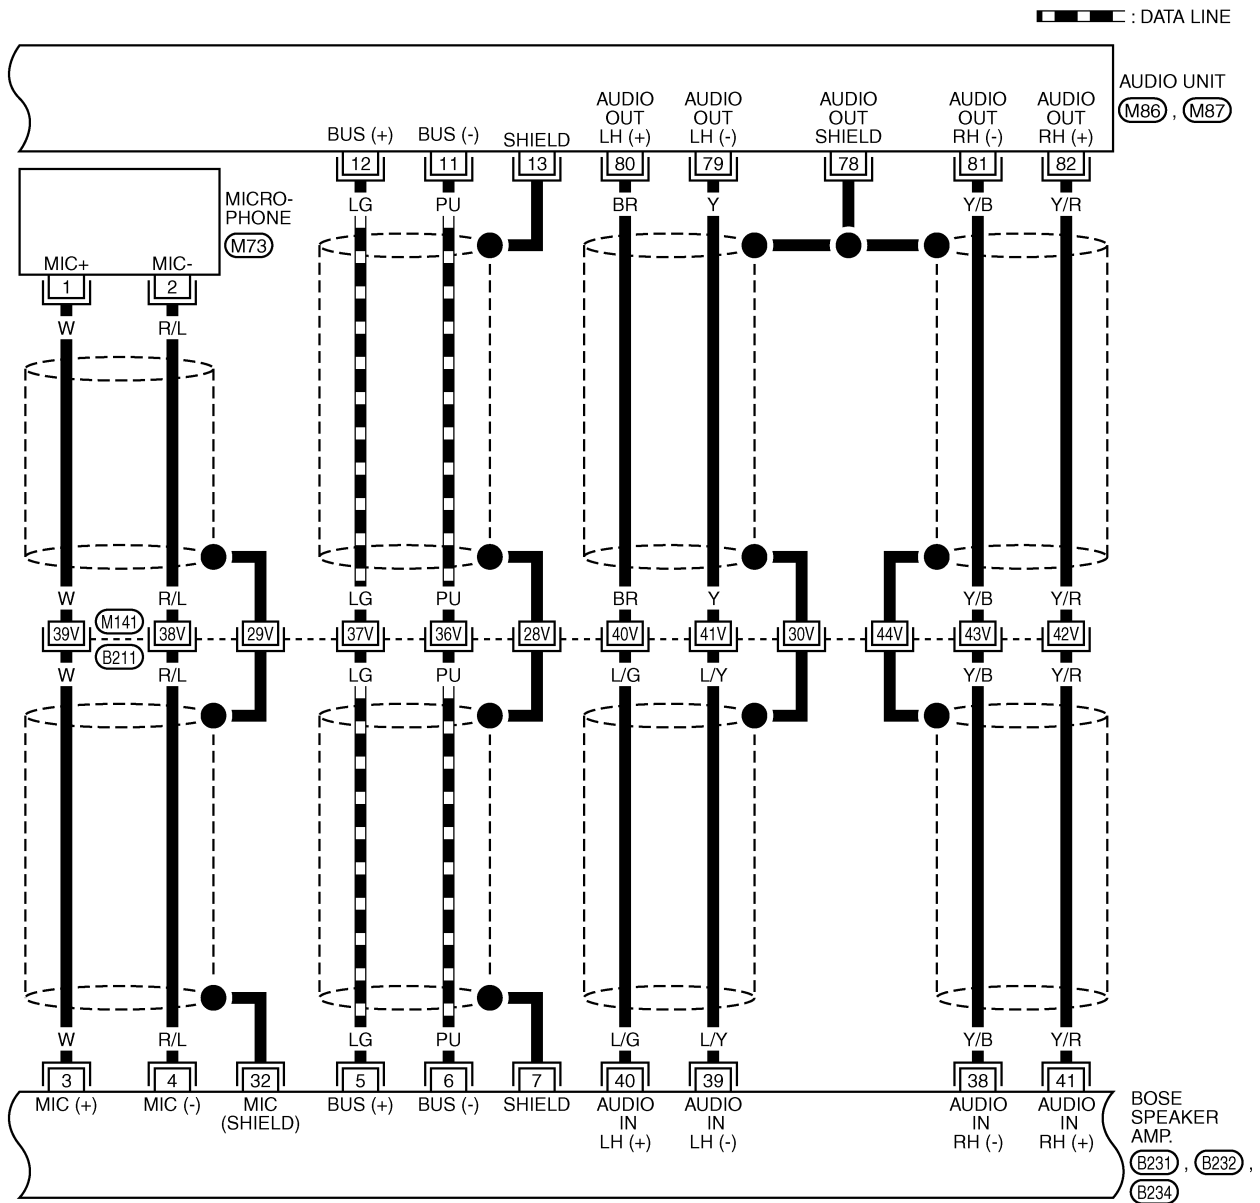 : DATA LINE
AUDIO UNIT
M86 , M87
BUS (+)
BUS (-)
SHIELD
AUDIO
OUT
LH (+)
AUDIO
OUT
LH (-)
AUDIO
OUT
SHIELD
AUDIO
OUT
RH (-)
AUDIO
OUT
RH (+)
12 11 13 80 79 78 81 82
LG PU BR Y Y/B Y/R
MICRO-
PHONE
M73
MIC+ MIC-
1 2
W R/L
W R/L LG PU BR Y Y/B Y/R
M141
39V 38V 29V 37V 36V 28V 40V 41V 30V 44V 43V 42V
B211
W R/L LG PU L/G L/Y Y/B Y/R
W R/L LG PU L/G L/Y Y/B Y/R
3 4 32 5 6 7 40 39 38 41
MIC (+)
MIC (-)
MIC
(SHIELD)
BUS (+)
BUS (-)
SHIELD
AUDIO
IN
LH (+)
AUDIO
IN
LH (-)
AUDIO
IN
RH (-)
AUDIO
IN
RH (+)
BOSE
SPEAKER
AMP.
B231 , B232 ,
B234